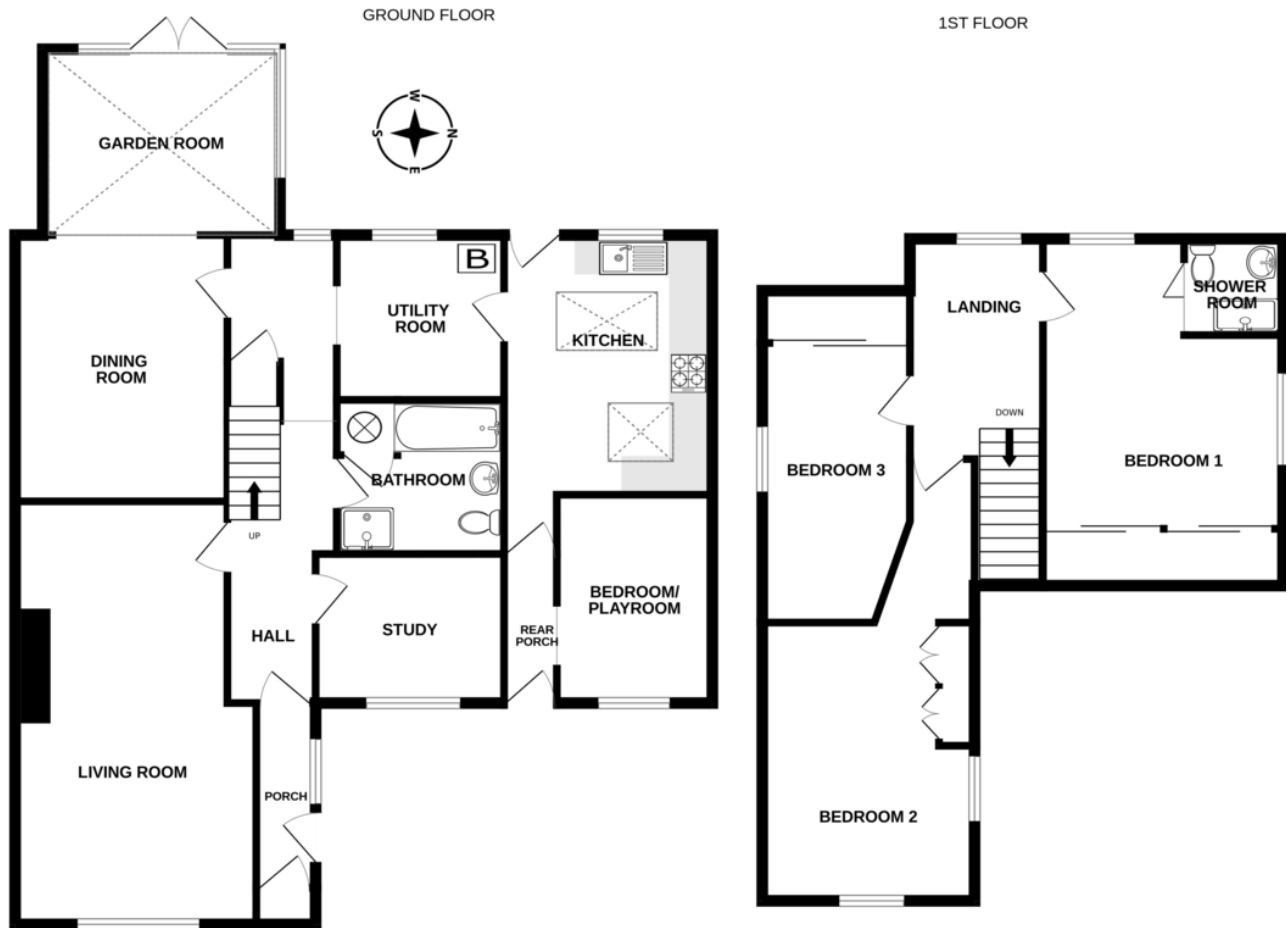 GROUND FLOOR
1ST FLOOR
W
S
N
E
GARDEN ROOM
B
UTILITY
ROOM
KITCHEN
DINING
ROOM
BATHROOM
UP
BEDROOM/
PLAYROOM
STUDY
HALL
REAR
PORCH
LIVING ROOM
PORCH
SHOWER
ROOM
LANDING
DOWN
BEDROOM 1
BEDROOM 3
BEDROOM 2